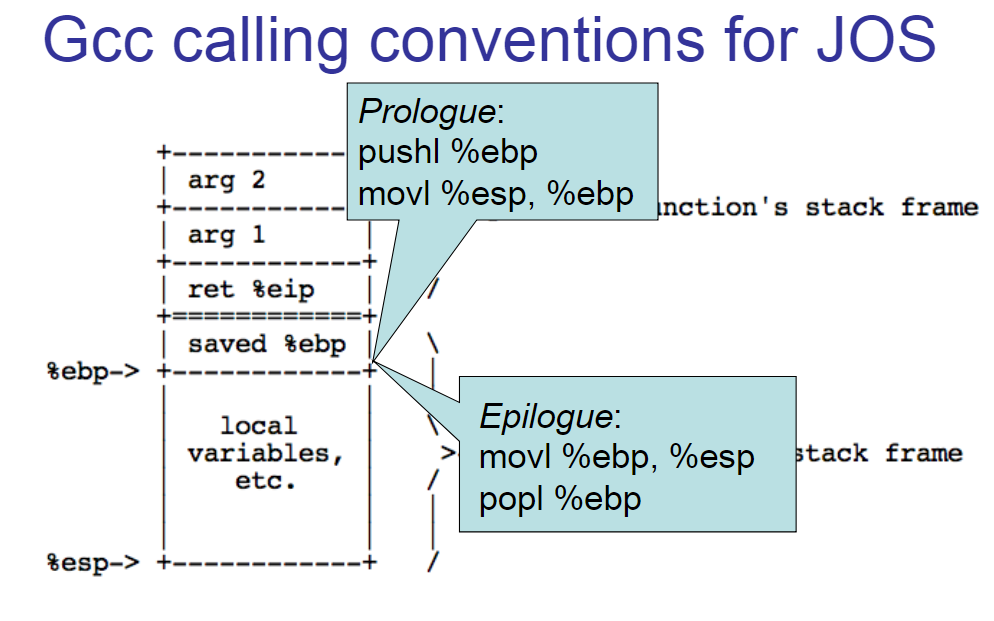 Gcc calling conventions for JOS
Prologue:
pushl %ebp
movl %esp, %ebp
+-----------
| arg 2
+-----------
stack frame
| arg 1 |
+------------+
| ret %eip | /
+============+
| saved %ebp | \
%ebp-> +------------+ |
Epilogue:
movl %ebp, %esp
popl %ebp
local
variables,
etc.
stack frame
%esp-> +------------+ /